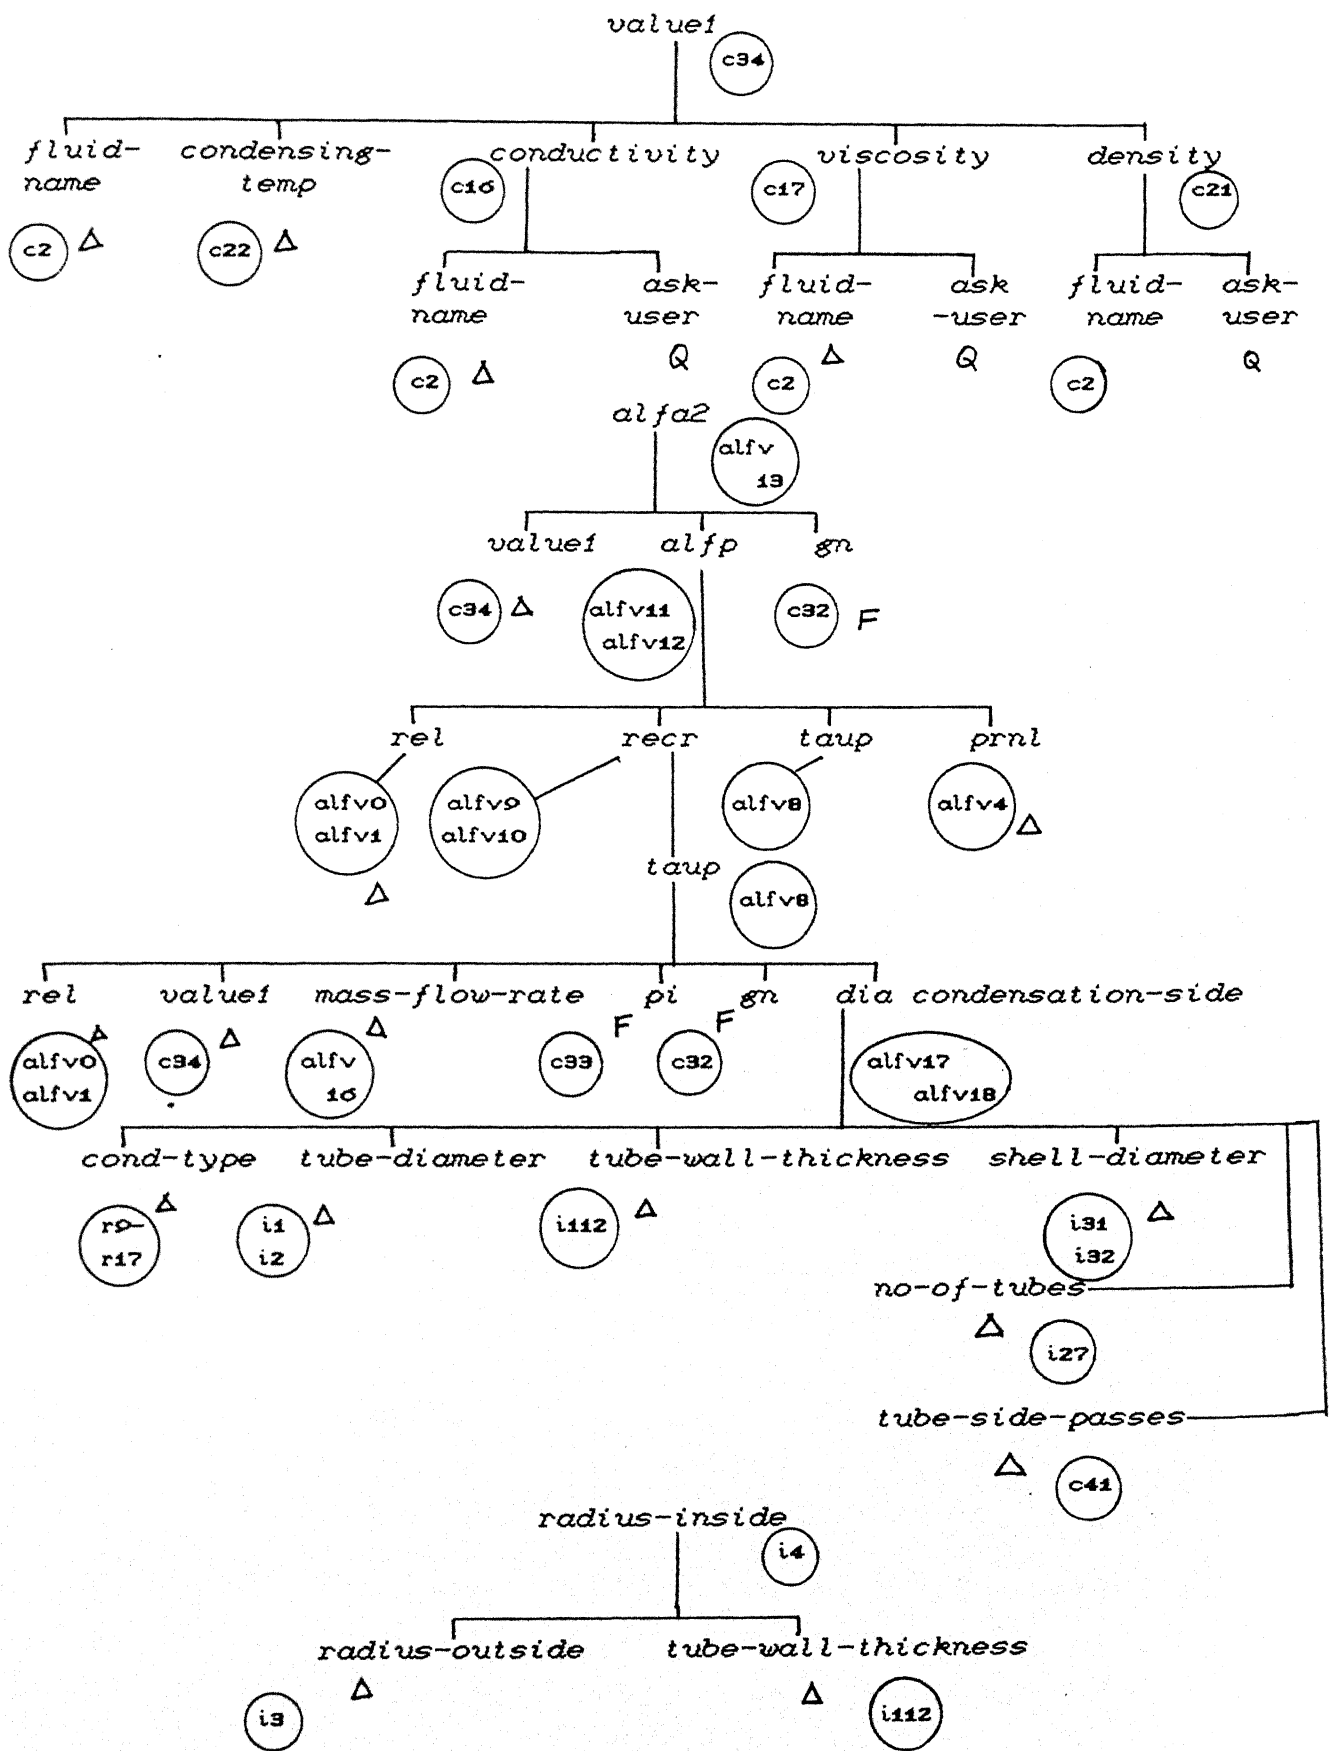 value1
c34
fluid- condensing- conductivity viscosity density
name temp
c16 c17 c21
c2 Δ c22 Δ
fluid- ask- fluid- ask fluid- ask-
name user name -user name user
Q Δ Q Q
c2 Δ c2 c2
alfa2
alfv
13
value1 alfp gn
c34 Δ alfv11 c32 F
alfv12
rel recr taup prnl
alfv0 alfv9 alfv8 alfv4
alfv1 alfv10 Δ
Δ
taup
alfv8
rel value1 mass-flow-rate pi gn dia condensation-side
Δ Δ Δ F F
alfv0 c34 alfv c33 c32 alfv17
alfv1 16 alfv18
cond-type tube-diameter tube-wall-thickness shell-diameter
r9- Δ i1 Δ i112 Δ i31 Δ
r17 i2 i32
no-of-tubes
Δ i27
tube-side-passes
Δ c41
radius-inside
i4
radius-outside tube-wall-thickness
Δ Δ
i3 i112